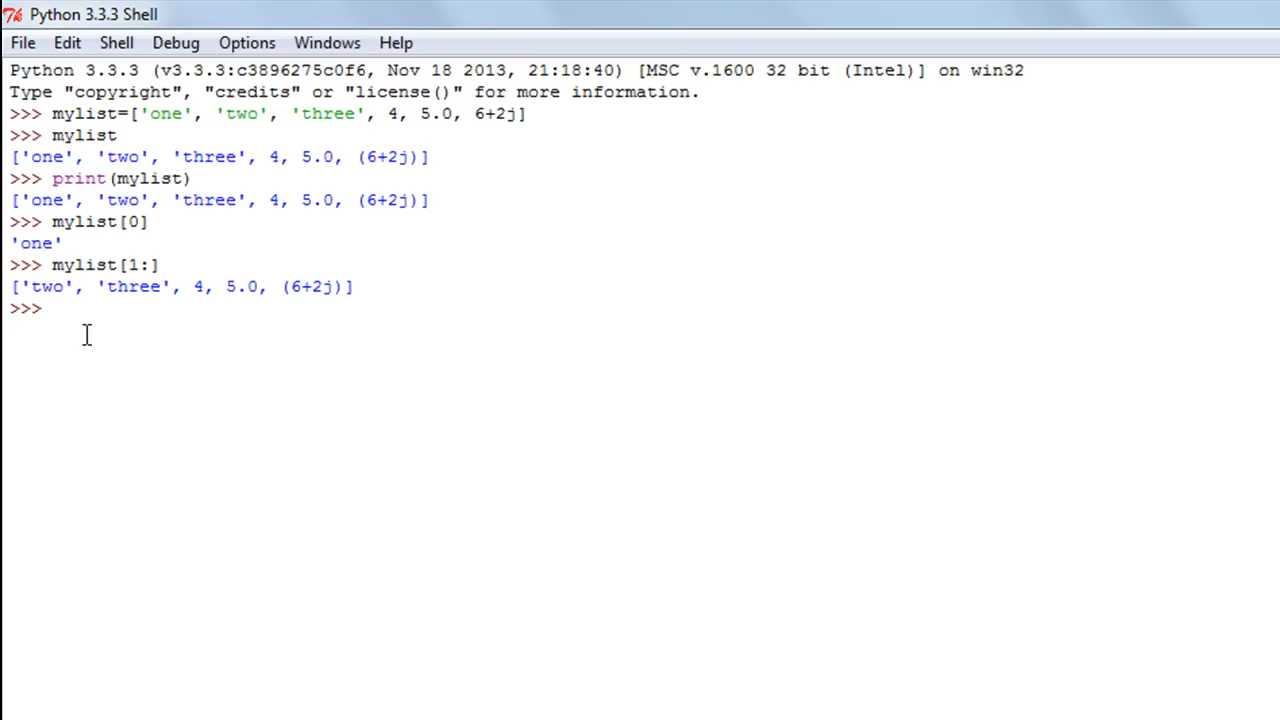 Python 3.3.3 Shell
File Edit Shell Debug Options Windows Help
Python 3.3.3 (v3.3.3:c3896275c0f6, Nov 18 2013, 21:18:40) [MSC v.1600 32 bit (Intel)] on win32
Type "copyright", "credits" or "license()" for more information.
>>> mylist=['one', 'two', 'three', 4, 5.0, 6+2j]
>>> mylist
['one', 'two', 'three', 4, 5.0, (6+2j)]
>>> print(mylist)
['one', 'two', 'three', 4, 5.0, (6+2j)]
>>> mylist[0]
'one'
>>> mylist[1:]
['two', 'three', 4, 5.0, (6+2j)]
>>>